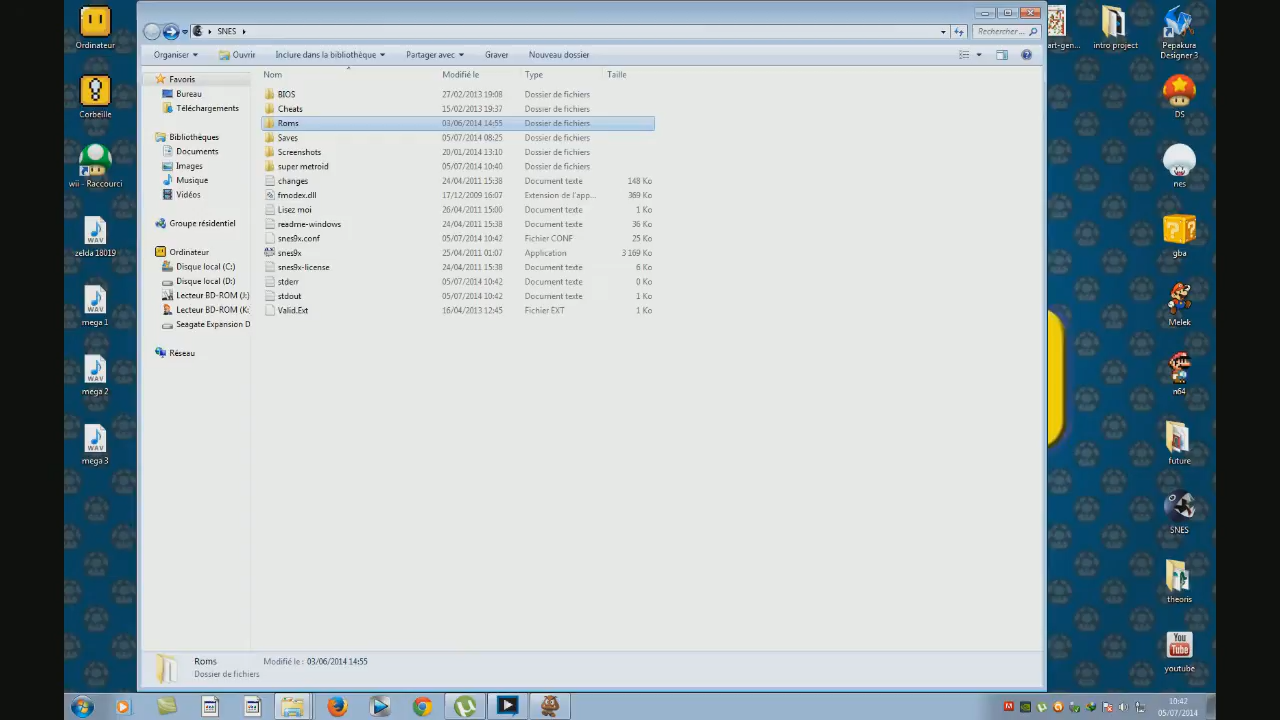 SNES
Rechercher...
Organiser
Ouvrir
Inclure dans la bibliothèque
Partager avec
Graver
Nouveau dossier
Nom Modifié le Type Taille
BIOS 27/02/2013 19:08 Dossier de fichiers
Cheats 15/02/2013 19:37 Dossier de fichiers
Roms 03/06/2014 14:55 Dossier de fichiers
Saves 05/07/2014 08:25 Dossier de fichiers
Screenshots 20/01/2014 13:10 Dossier de fichiers
super metroid 05/07/2014 10:40 Dossier de fichiers
changes 24/04/2011 15:38 Document texte 148 Ko
fmodex.dll 17/12/2009 16:07 Extension de l'app... 369 Ko
Lisez moi 26/04/2011 15:00 Document texte 1 Ko
readme-windows 24/04/2011 15:38 Document texte 36 Ko
snes9x.conf 05/07/2014 10:42 Fichier CONF 25 Ko
snes9x 25/04/2011 01:07 Application 3 169 Ko
snes9x-license 24/04/2011 15:38 Document texte 6 Ko
stderr 05/07/2014 10:42 Document texte 0 Ko
stdout 05/07/2014 10:42 Document texte 1 Ko
Valid.Ext 16/04/2013 12:45 Fichier EXT 1 Ko
Favoris
Bureau
Téléchargements
Bibliothèques
Documents
Images
Musique
Vidéos
Groupe résidentiel
Ordinateur
Disque local (C:)
Disque local (D:)
Lecteur BD-ROM (J:)
Lecteur BD-ROM (K:
Seagate Expansion D
Réseau
Roms Modifié le : 03/06/2014 14:55
Dossier de fichiers
Ordinateur
Corbeille
wii - Raccourci
zelda 18019
mega 1
mega 2
mega 3
art-gen...
intro project
Pepakura
Designer 3
DS
nes
gba
Melek
n64
future
SNES
theoris
You
Tube
youtube
10:42
05/07/2014